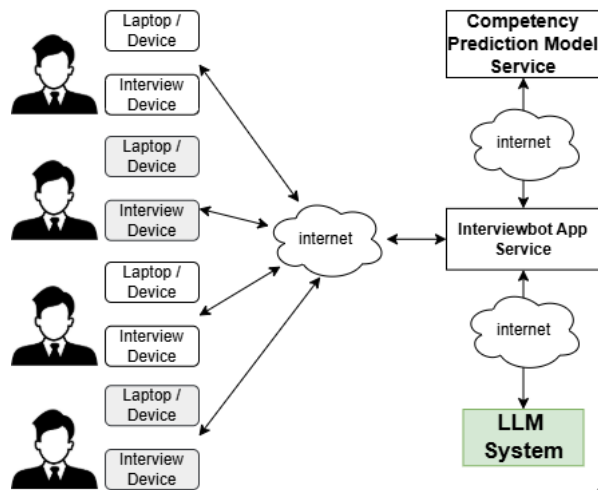 Laptop /
Device
Interview
Device
Laptop /
Device
Interview
Device
Laptop /
Device
Interview
Device
Laptop /
Device
Interview
Device
internet
Competency
Prediction Model
Service
internet
Interviewbot App
Service
internet
LLM
System